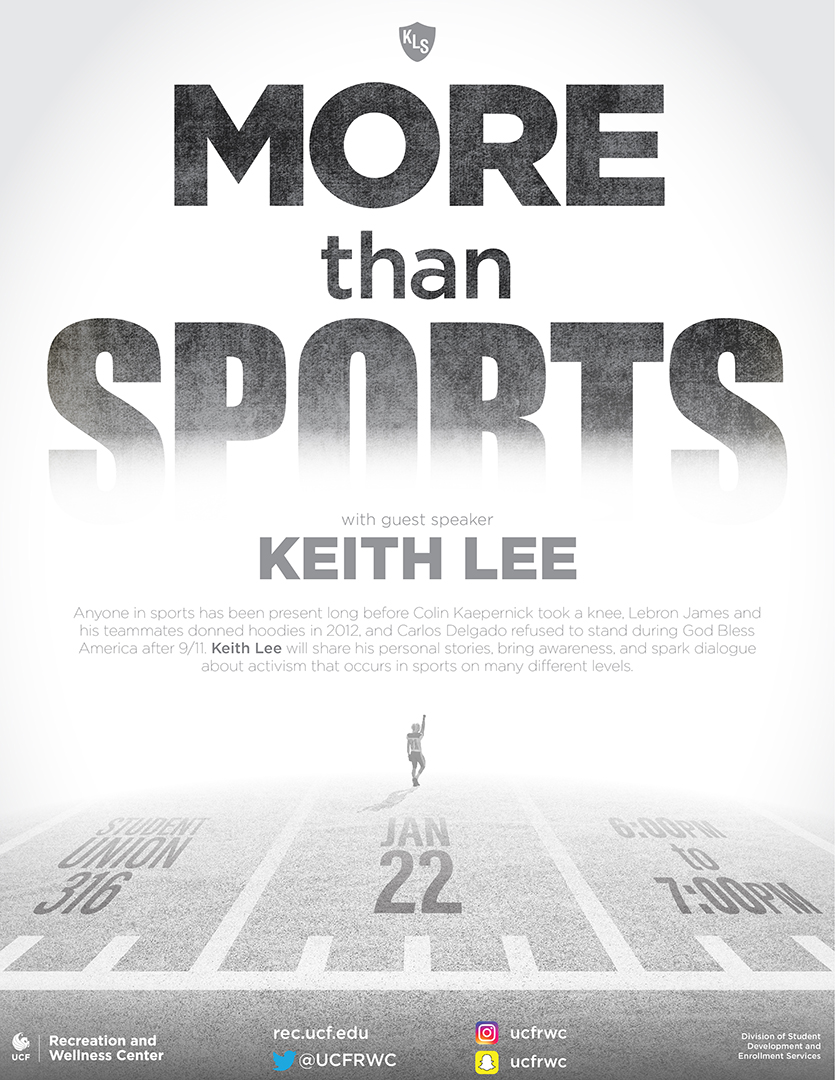 KLS
MORE
than
SPORTS
with guest speaker
KEITH LEE
Anyone in sports has been present long before Colin Kaepernick took a knee, Lebron James and
his teammates donned hoodies in 2012, and Carlos Delgado refused to stand during God Bless
America after 9/11. Keith Lee will share his personal stories, bring awareness, and spark dialogue
about activism that occurs in sports on many different levels.
STUDENT
UNION
316
JAN
22
6:00PM
to
7:00PM
UCF
Recreation and
Wellness Center
rec.ucf.edu
@UCFRWC
ucfrwc
ucfrwc
Division of Student
Development and
Enrollment Services